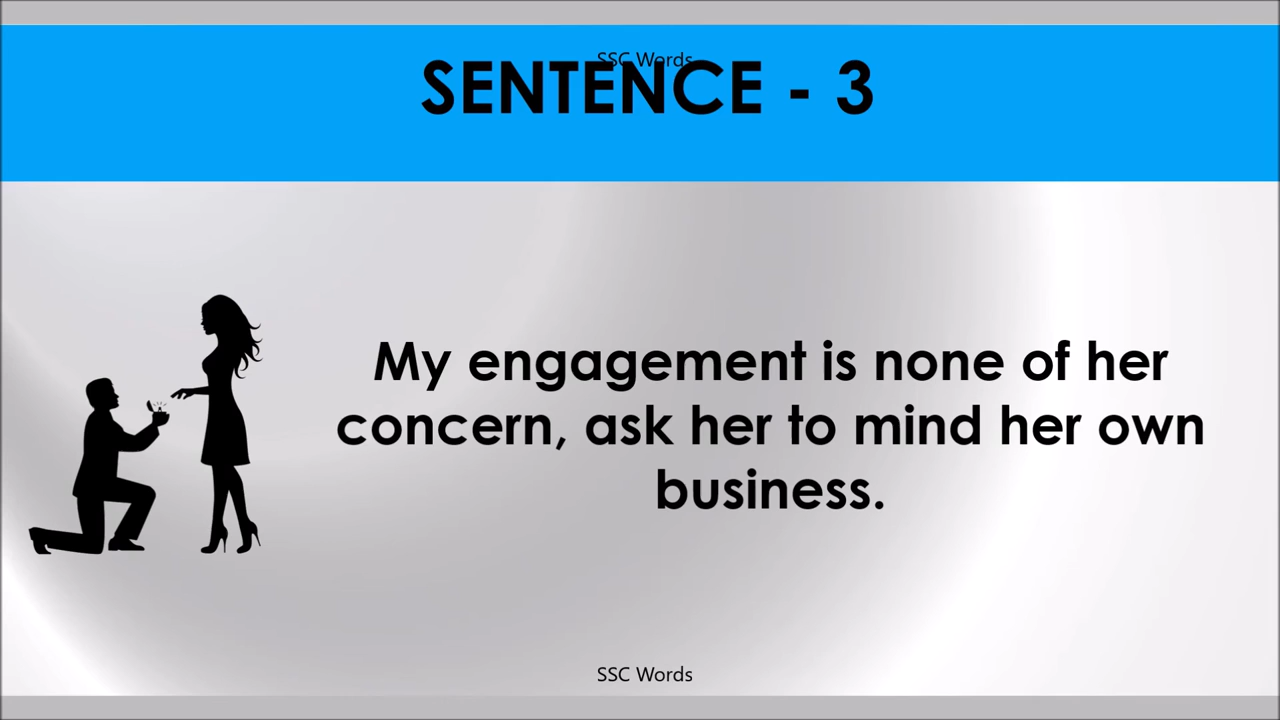 SSC Words
SENTENCE - 3
My engagement is none of her
concern, ask her to mind her own
business.
SSC Words